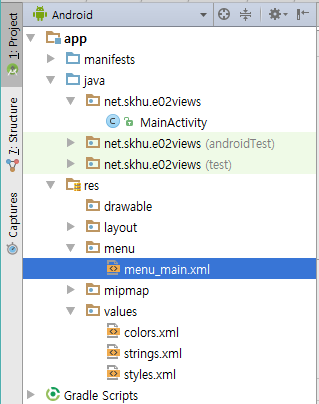 Android
1: Project
7: Structure
Captures
app
manifests
java
net.skhu.e02views
MainActivity
net.skhu.e02views (androidTest)
net.skhu.e02views (test)
res
drawable
layout
menu
menu_main.xml
mipmap
values
colors.xml
strings.xml
styles.xml
Gradle Scripts